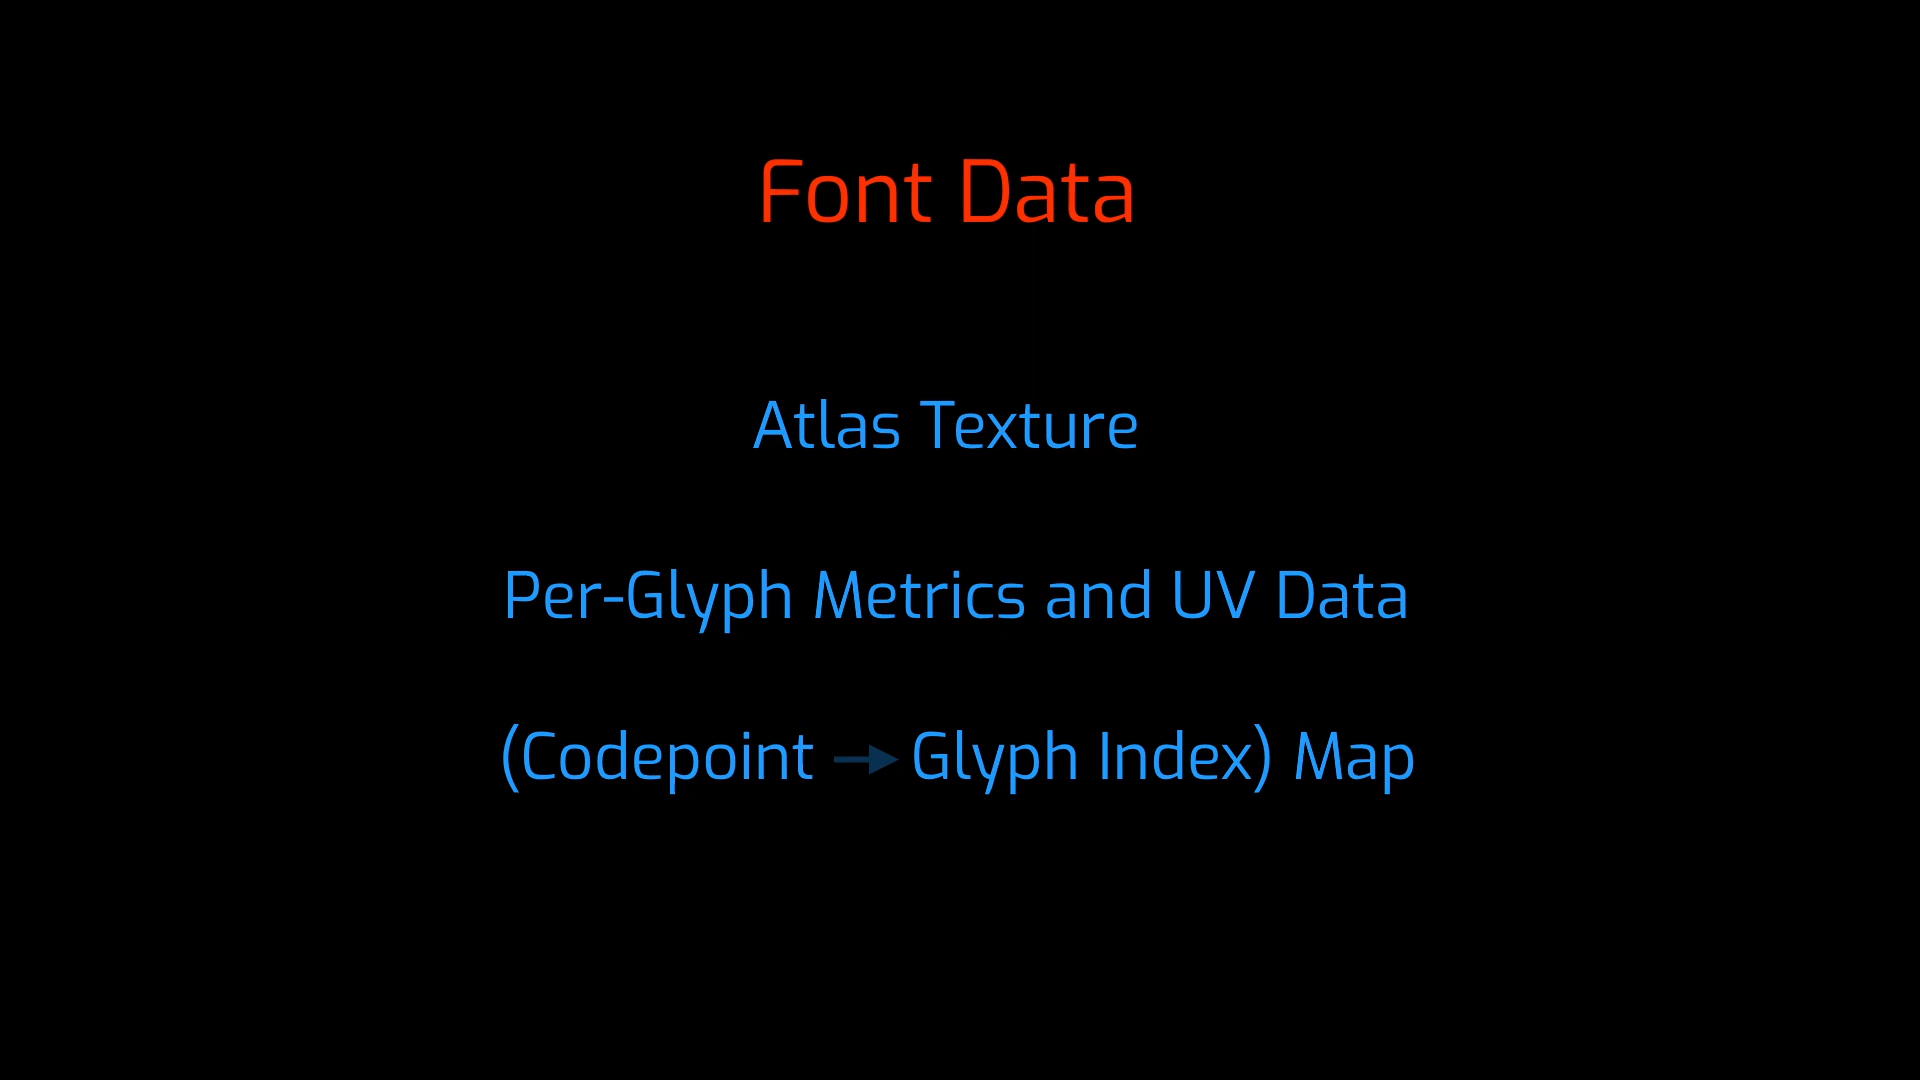 Font Data
Atlas Texture
Per-Glyph Metrics and UV Data
(Codepoint → Glyph Index) Map